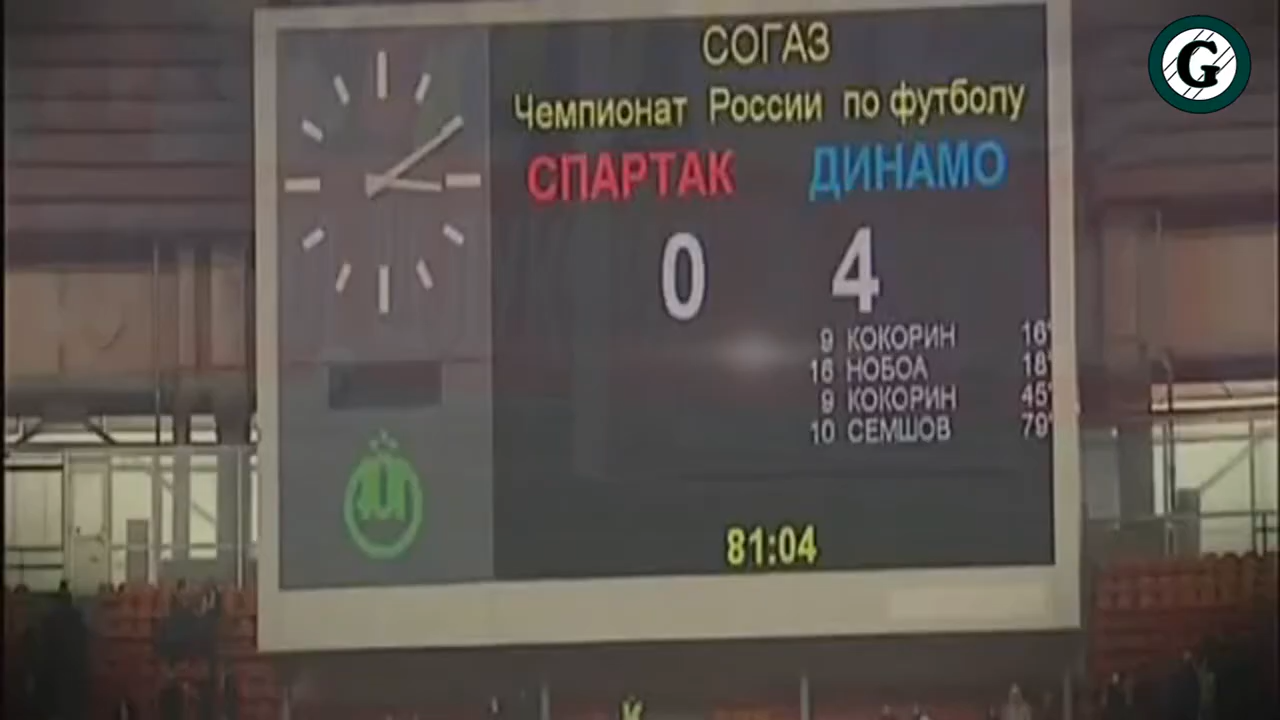 G
СОГАЗ
Чемпионат России по футболу
СПАРТАК ДИНАМО
0 4
9 КОКОРИН 16'
16 НОБОА 18'
9 КОКОРИН 45'
10 СЕМШОВ 79'
81:04